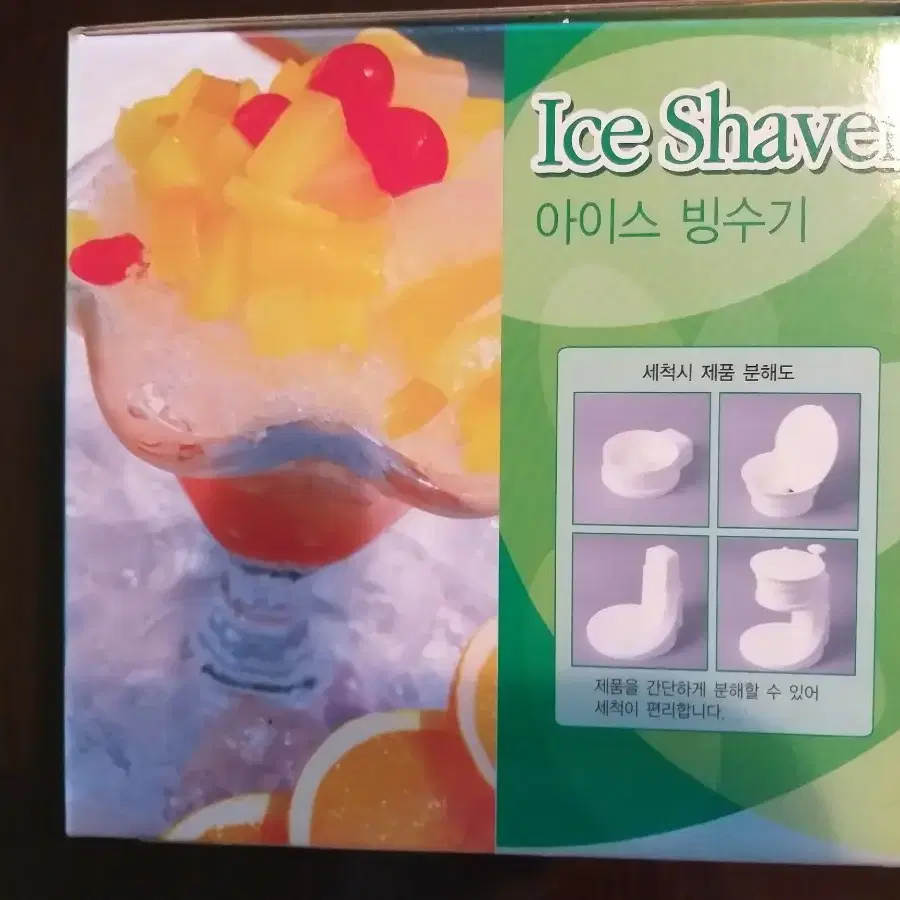 Ice Shaver
아이스 빙수기
세척시 제품 분해도
제품을 간단하게 분해할 수 있어
세척이 편리합니다.